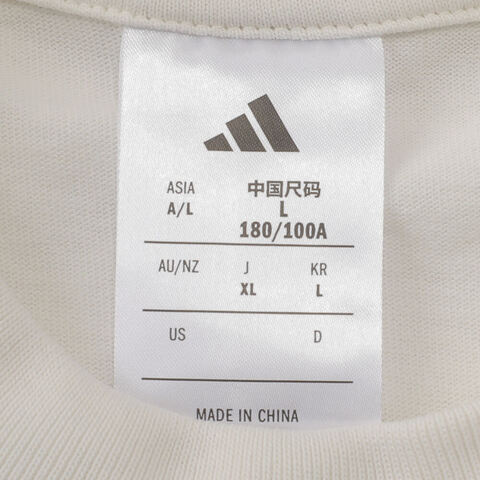 ASIA 中国尺码
A/L L
180/100A
AU/NZ J KR
XL L
US D
MADE IN CHINA